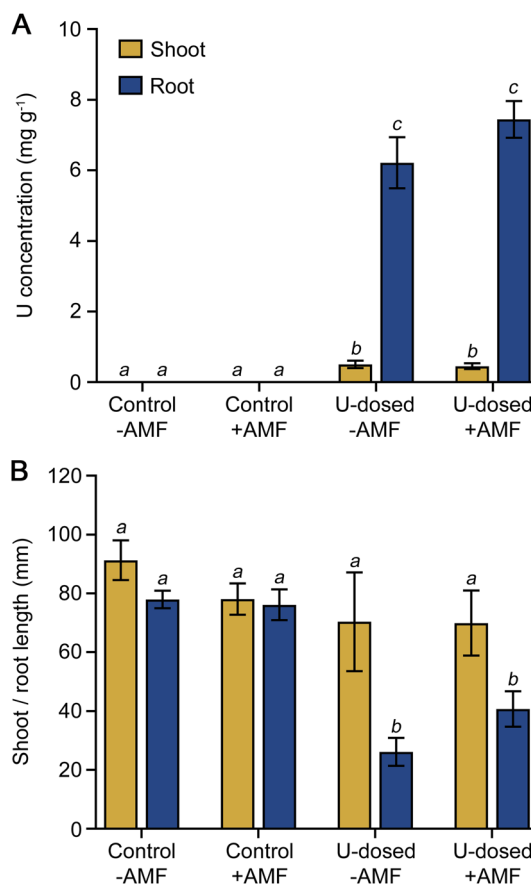 A
U concentration (mg g⁻¹)
10
8
6
4
2
0
Shoot
Root
a a a a b c b c
Control Control U-dosed U-dosed
-AMF +AMF -AMF +AMF
B
Shoot / root length (mm)
120
100
80
60
40
20
0
a a a a a b a b
Control Control U-dosed U-dosed
-AMF +AMF -AMF +AMF